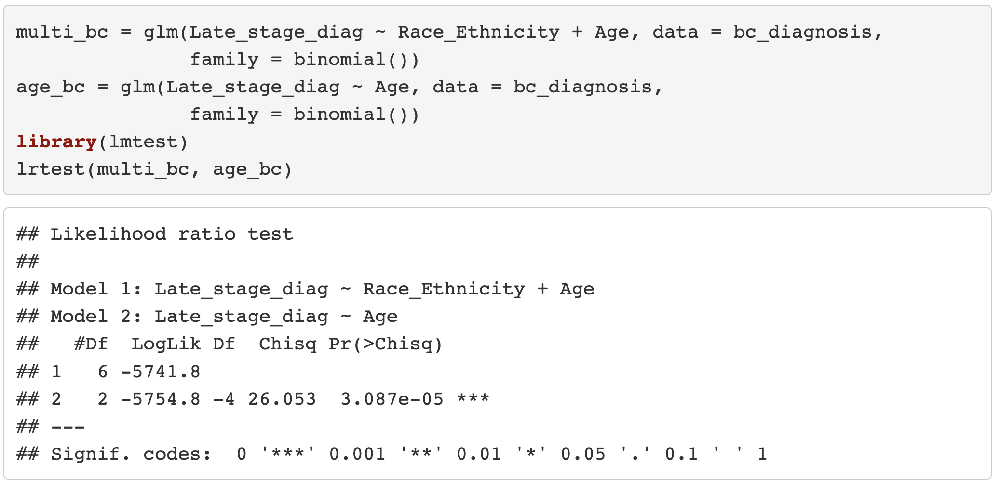 multi_bc = glm(Late_stage_diag ~ Race_Ethnicity + Age, data = bc_diagnosis,
               family = binomial())
age_bc = glm(Late_stage_diag ~ Age, data = bc_diagnosis,
               family = binomial())
library(lmtest)
lrtest(multi_bc, age_bc)
## Likelihood ratio test
##
## Model 1: Late_stage_diag ~ Race_Ethnicity + Age
## Model 2: Late_stage_diag ~ Age
##   #Df  LogLik Df  Chisq Pr(>Chisq)
## 1   6 -5741.8
## 2   2 -5754.8 -4 26.053  3.087e-05 ***
## ---
## Signif. codes:  0 '***' 0.001 '**' 0.01 '*' 0.05 '.' 0.1 ' ' 1